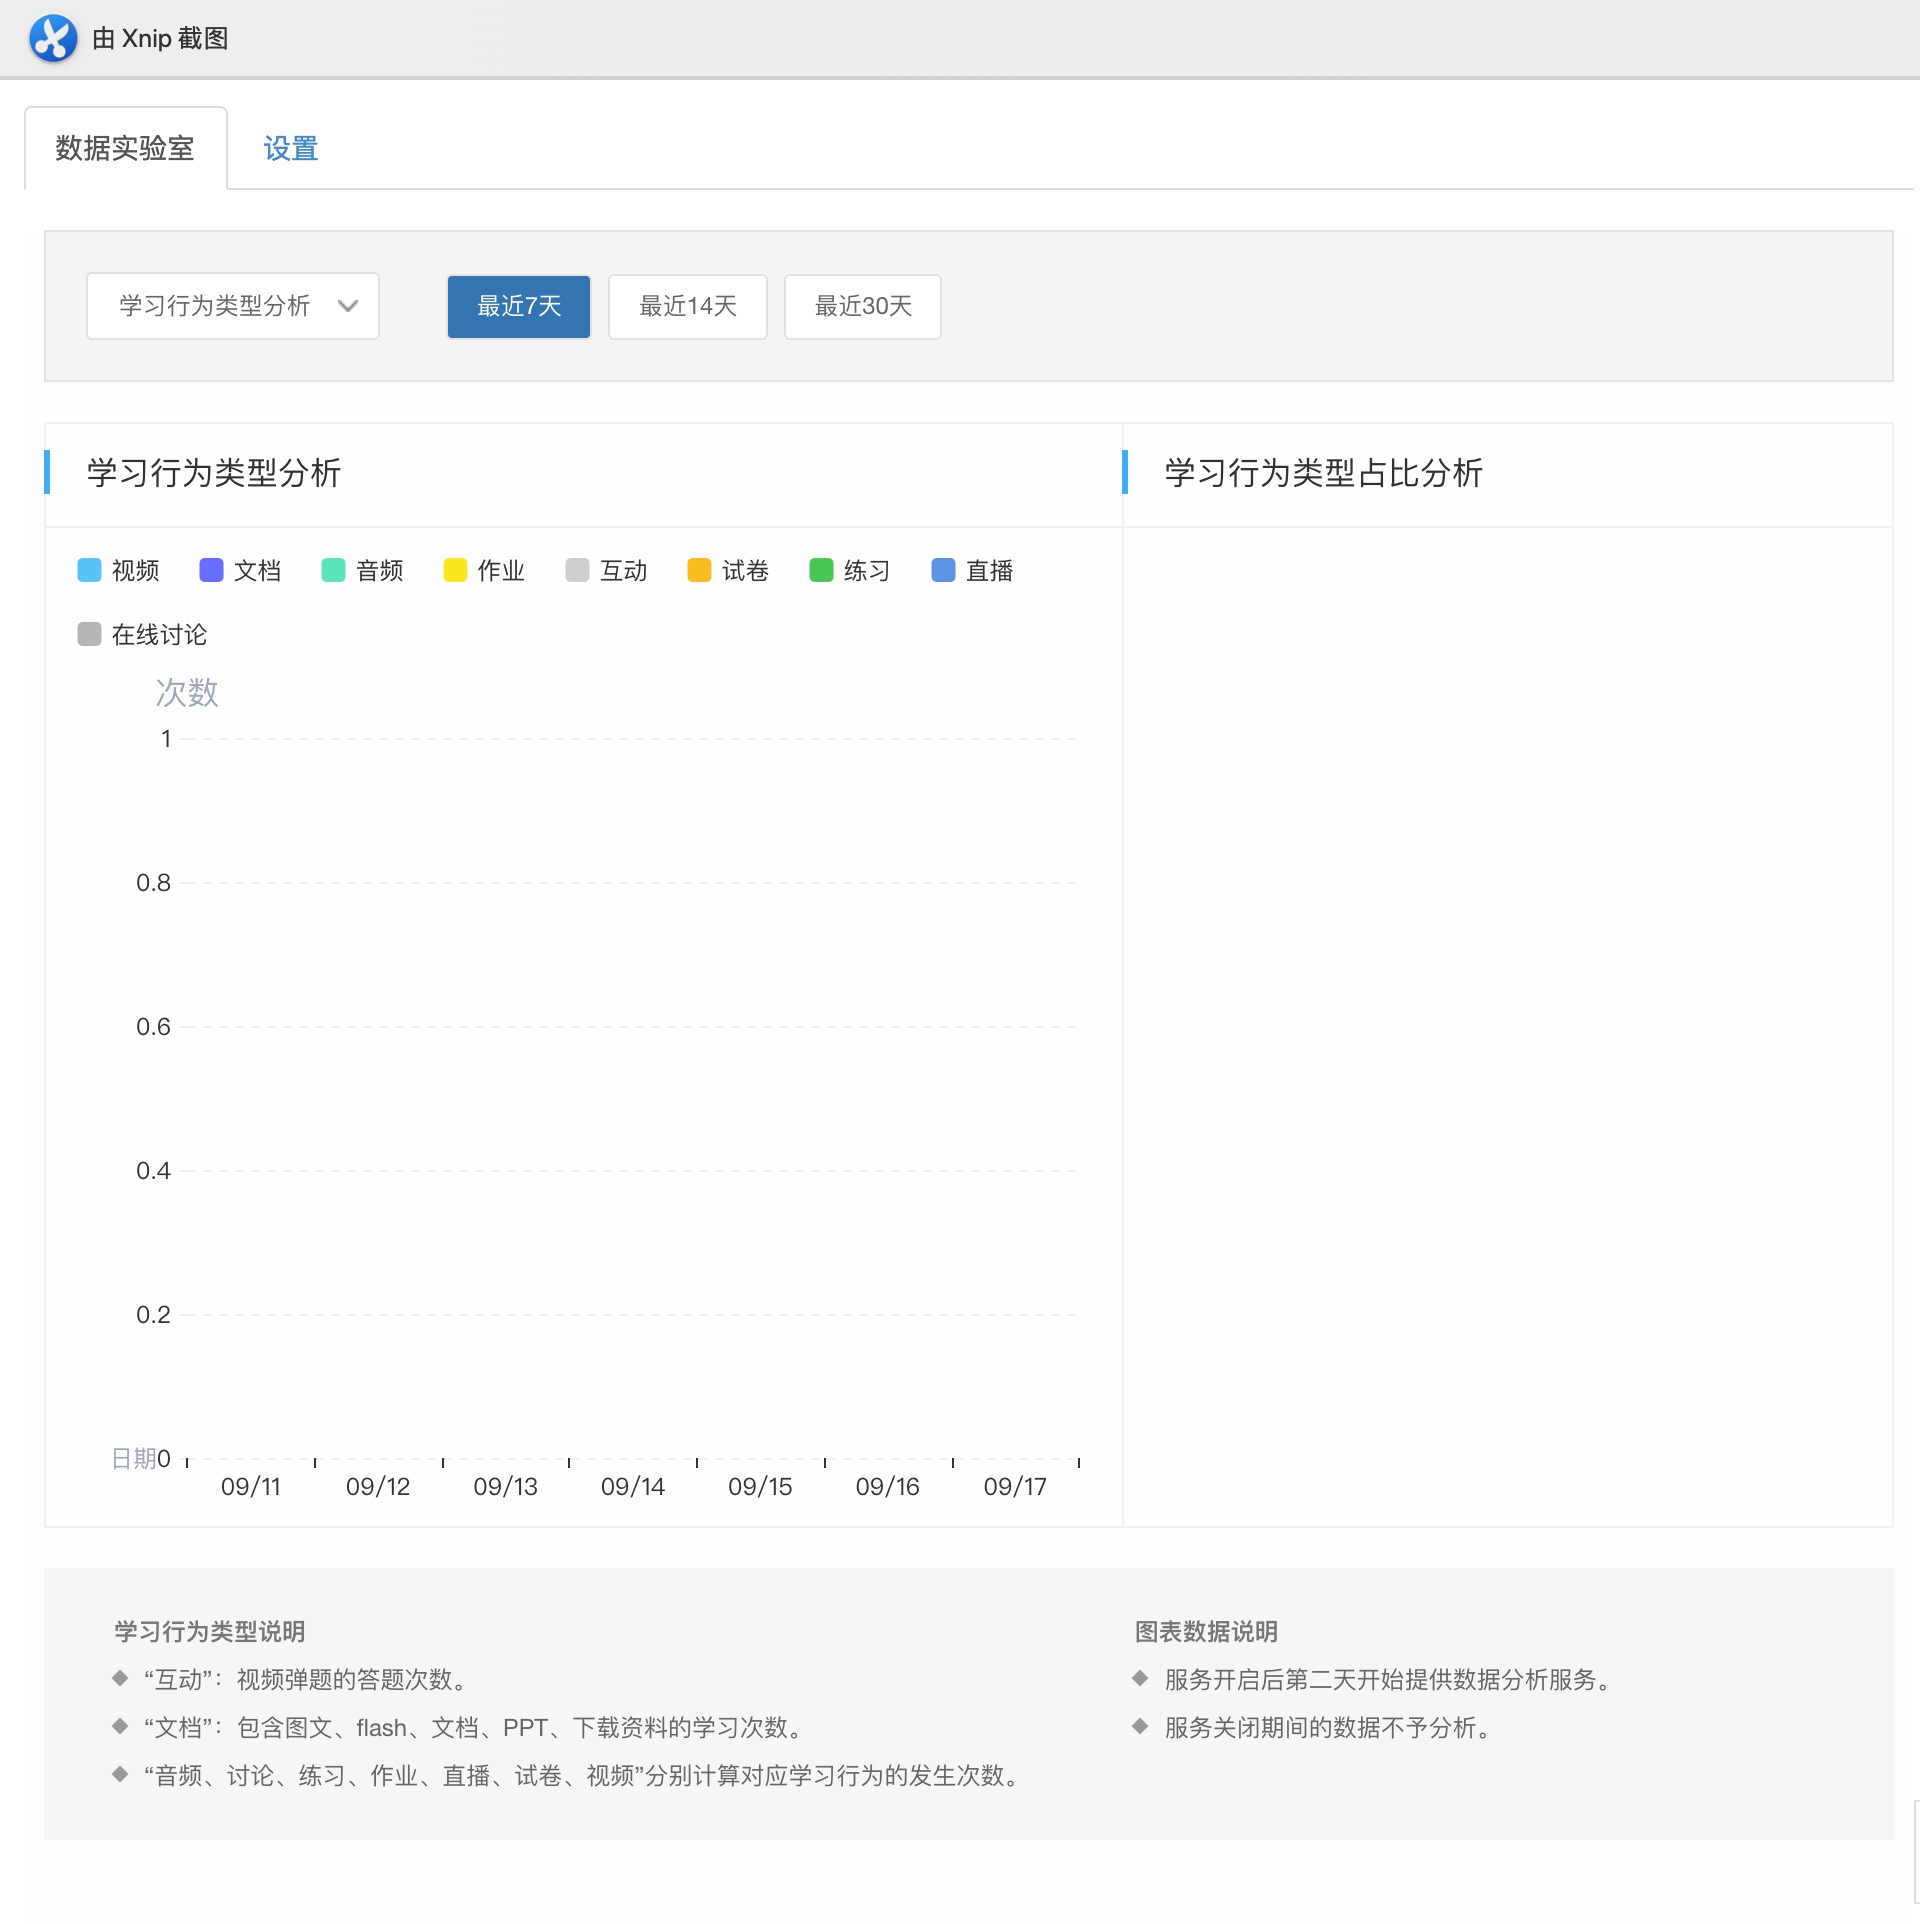 由 Xnip 截图
数据实验室 设置
学习行为类型分析 最近7天 最近14天 最近30天
学习行为类型分析 学习行为类型占比分析
视频 文档 音频 作业 互动 试卷 练习 直播
在线讨论
次数
1
0.8
0.6
0.4
0.2
日期0
09/11 09/12 09/13 09/14 09/15 09/16 09/17
学习行为类型说明
“互动”：视频弹题的答题次数。
“文档”：包含图文、flash、文档、PPT、下载资料的学习次数。
“音频、讨论、练习、作业、直播、试卷、视频”分别计算对应学习行为的发生次数。
图表数据说明
服务开启后第二天开始提供数据分析服务。
服务关闭期间的数据不予分析。